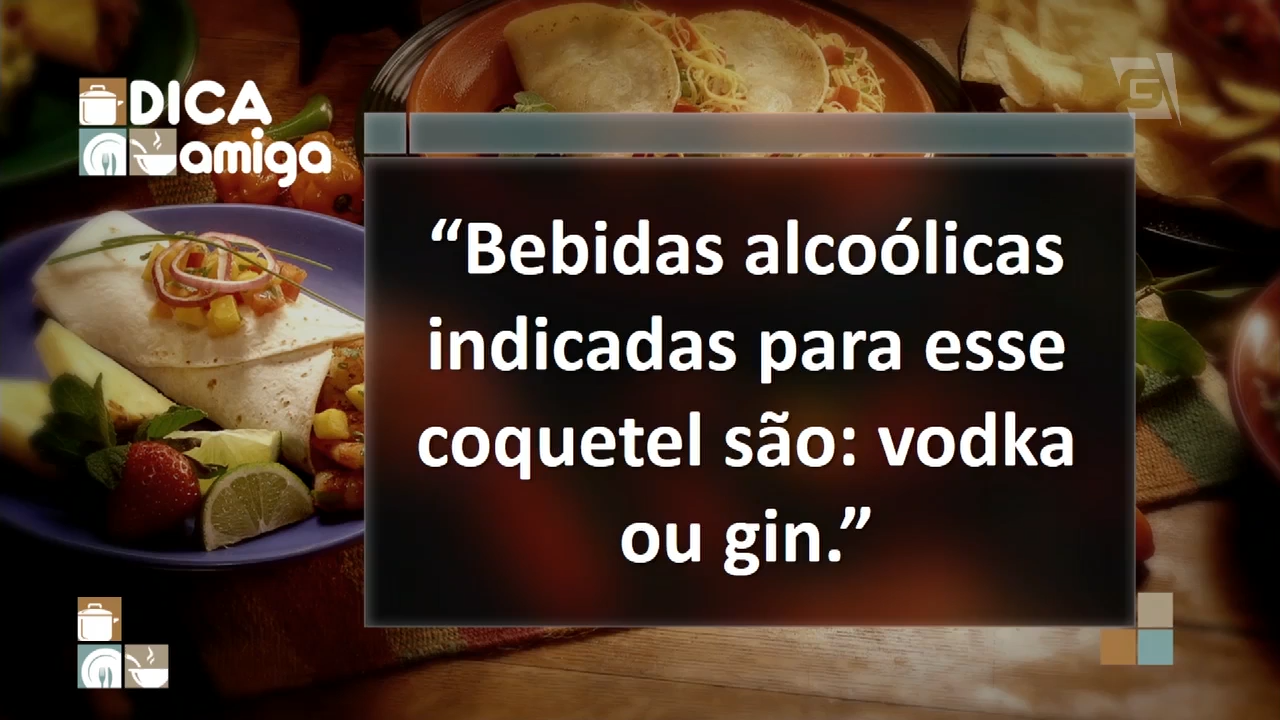 DICA
amiga
G
“Bebidas alcoólicas
indicadas para esse
coquetel são: vodka
ou gin.”